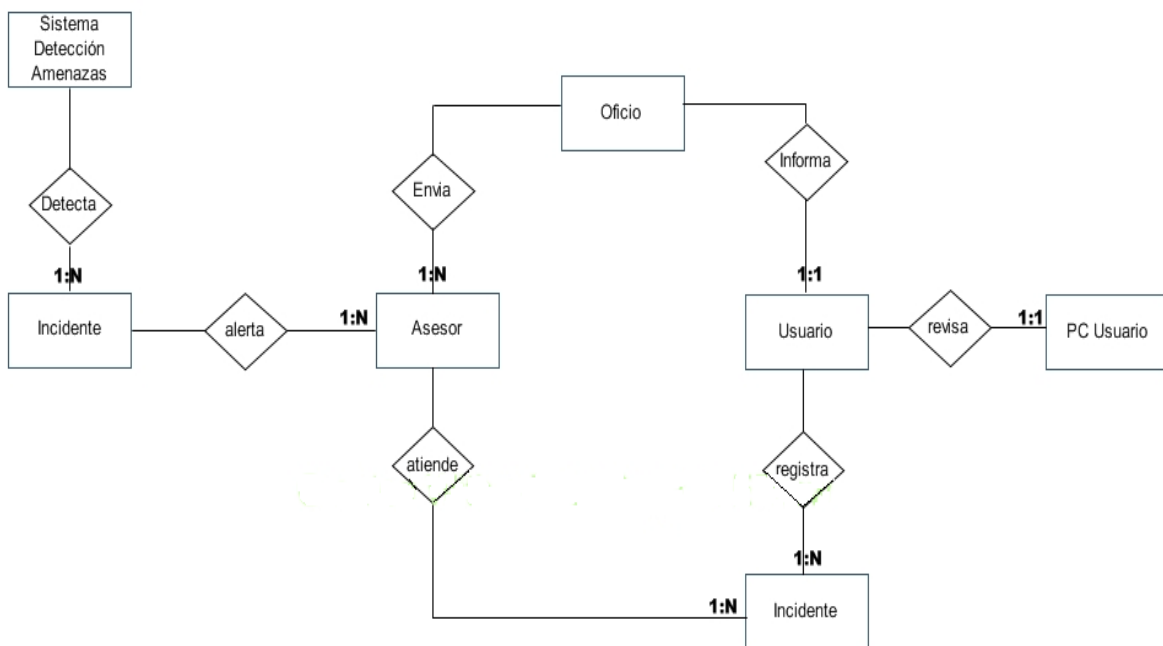 Sistema
Detección
Amenazas
Oficio
Envia
Informa
Detecta
1:N
1:N
1:1
Incidente
alerta
1:N
Asesor
Usuario
revisa
1:1
PC Usuario
atiende
registra
1:N
1:N
Incidente